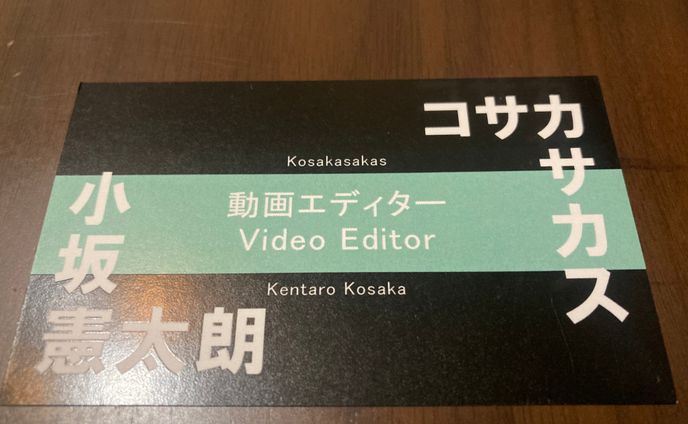 コサカサカス
Kosakasakas
動画エディター
Video Editor
Kentaro Kosaka
小坂憲太朗